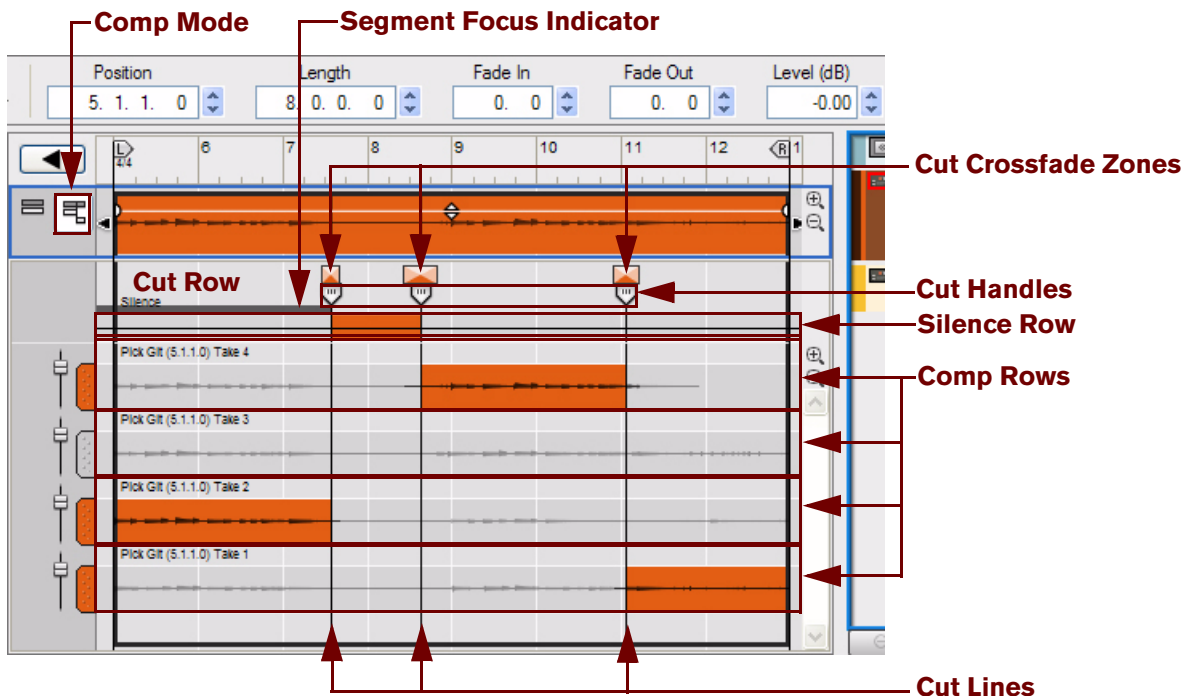 Comp Mode
Segment Focus Indicator
Position Length Fade In Fade Out Level (dB)
5. 1. 1. 0 8. 0. 0. 0 0. 0 0. 0 -0.00
L 6 7 8 9 10 11 12 R 1
4/4
Cut Crossfade Zones
Cut Row
Cut Handles
Silence
Silence Row
Pick Git (5.1.1.0) Take 4
Comp Rows
Pick Git (5.1.1.0) Take 3
Pick Git (5.1.1.0) Take 2
Pick Git (5.1.1.0) Take 1
Cut Lines